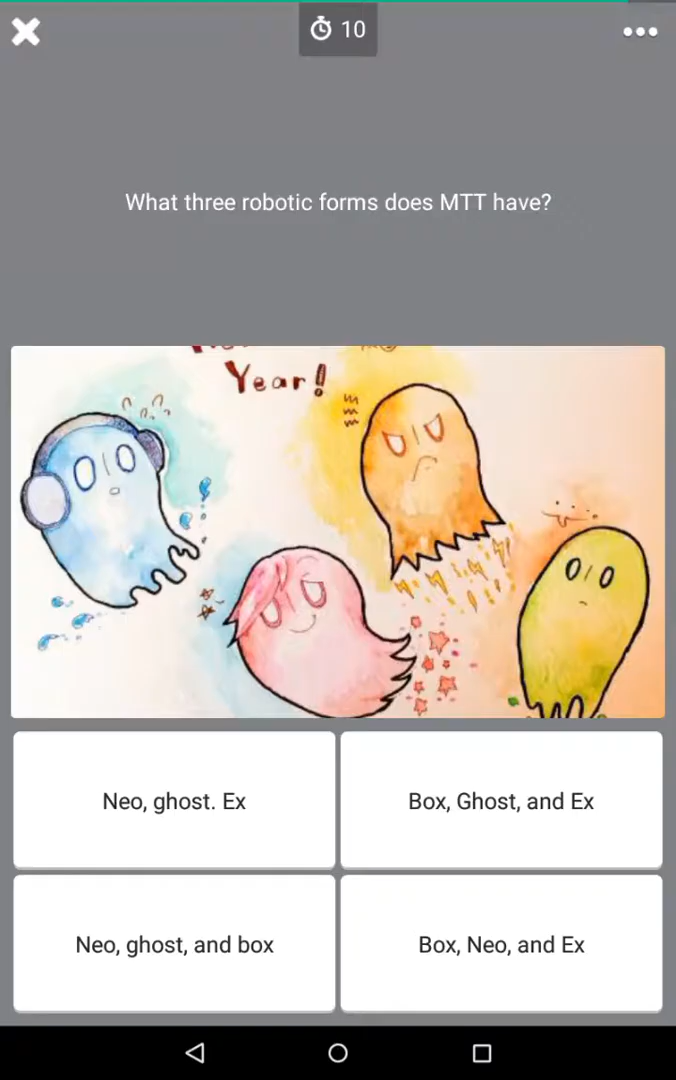 10
What three robotic forms does MTT have?
Year!
Neo, ghost. Ex
Box, Ghost, and Ex
Neo, ghost, and box
Box, Neo, and Ex